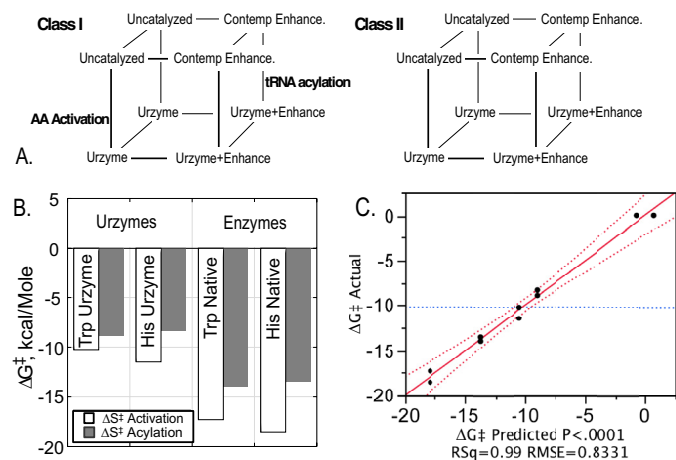 Class I
Uncatalyzed Contemp Enhance.
Uncatalyzed Contemp Enhance.
tRNA acylation
AA Activation
Urzyme Urzyme+Enhance
Urzyme Urzyme+Enhance
Class II
Uncatalyzed Contemp Enhance.
Uncatalyzed Contemp Enhance.
Urzyme Urzyme+Enhance
Urzyme Urzyme+Enhance
A.
B.
ΔG‡, kcal/Mole
5
0
-5
-10
-15
-20
Urzymes Enzymes
Trp Urzyme
His Urzyme
Trp Native
His Native
ΔS‡ Activation
ΔS‡ Acylation
C.
ΔG‡ Actual
0
-5
-10
-15
-20
-20 -15 -10 -5 0
ΔG‡ Predicted P<.0001
RSq=0.99 RMSE=0.8331